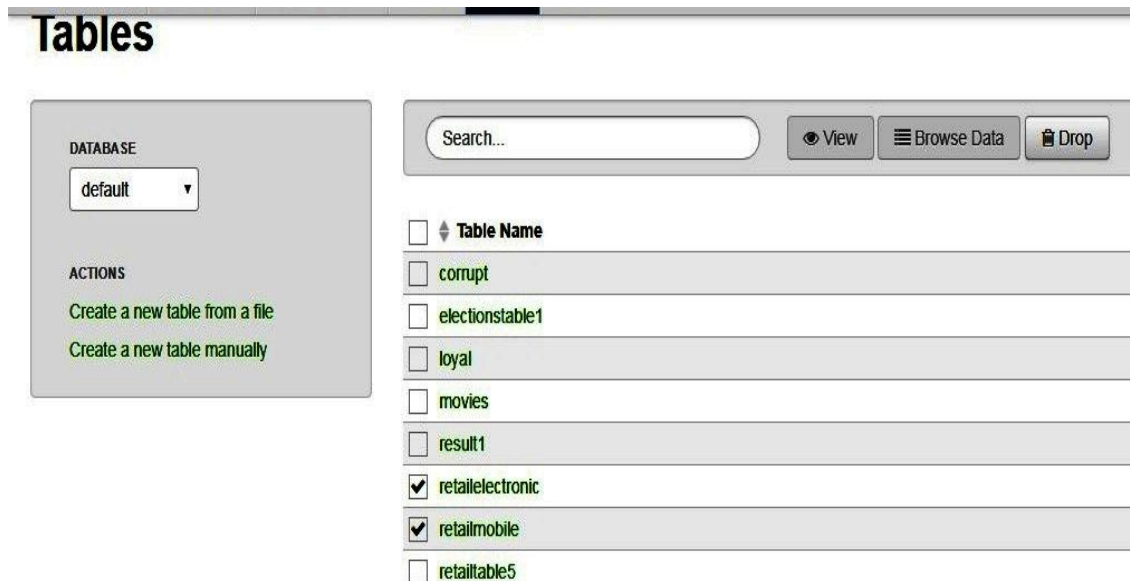 Tables
DATABASE
default
ACTIONS
Create a new table from a file
Create a new table manually
Search...
View
Browse Data
Drop
Table Name
corrupt
electionstable1
loyal
movies
result1
retailelectronic
retailmobile
retailtable5